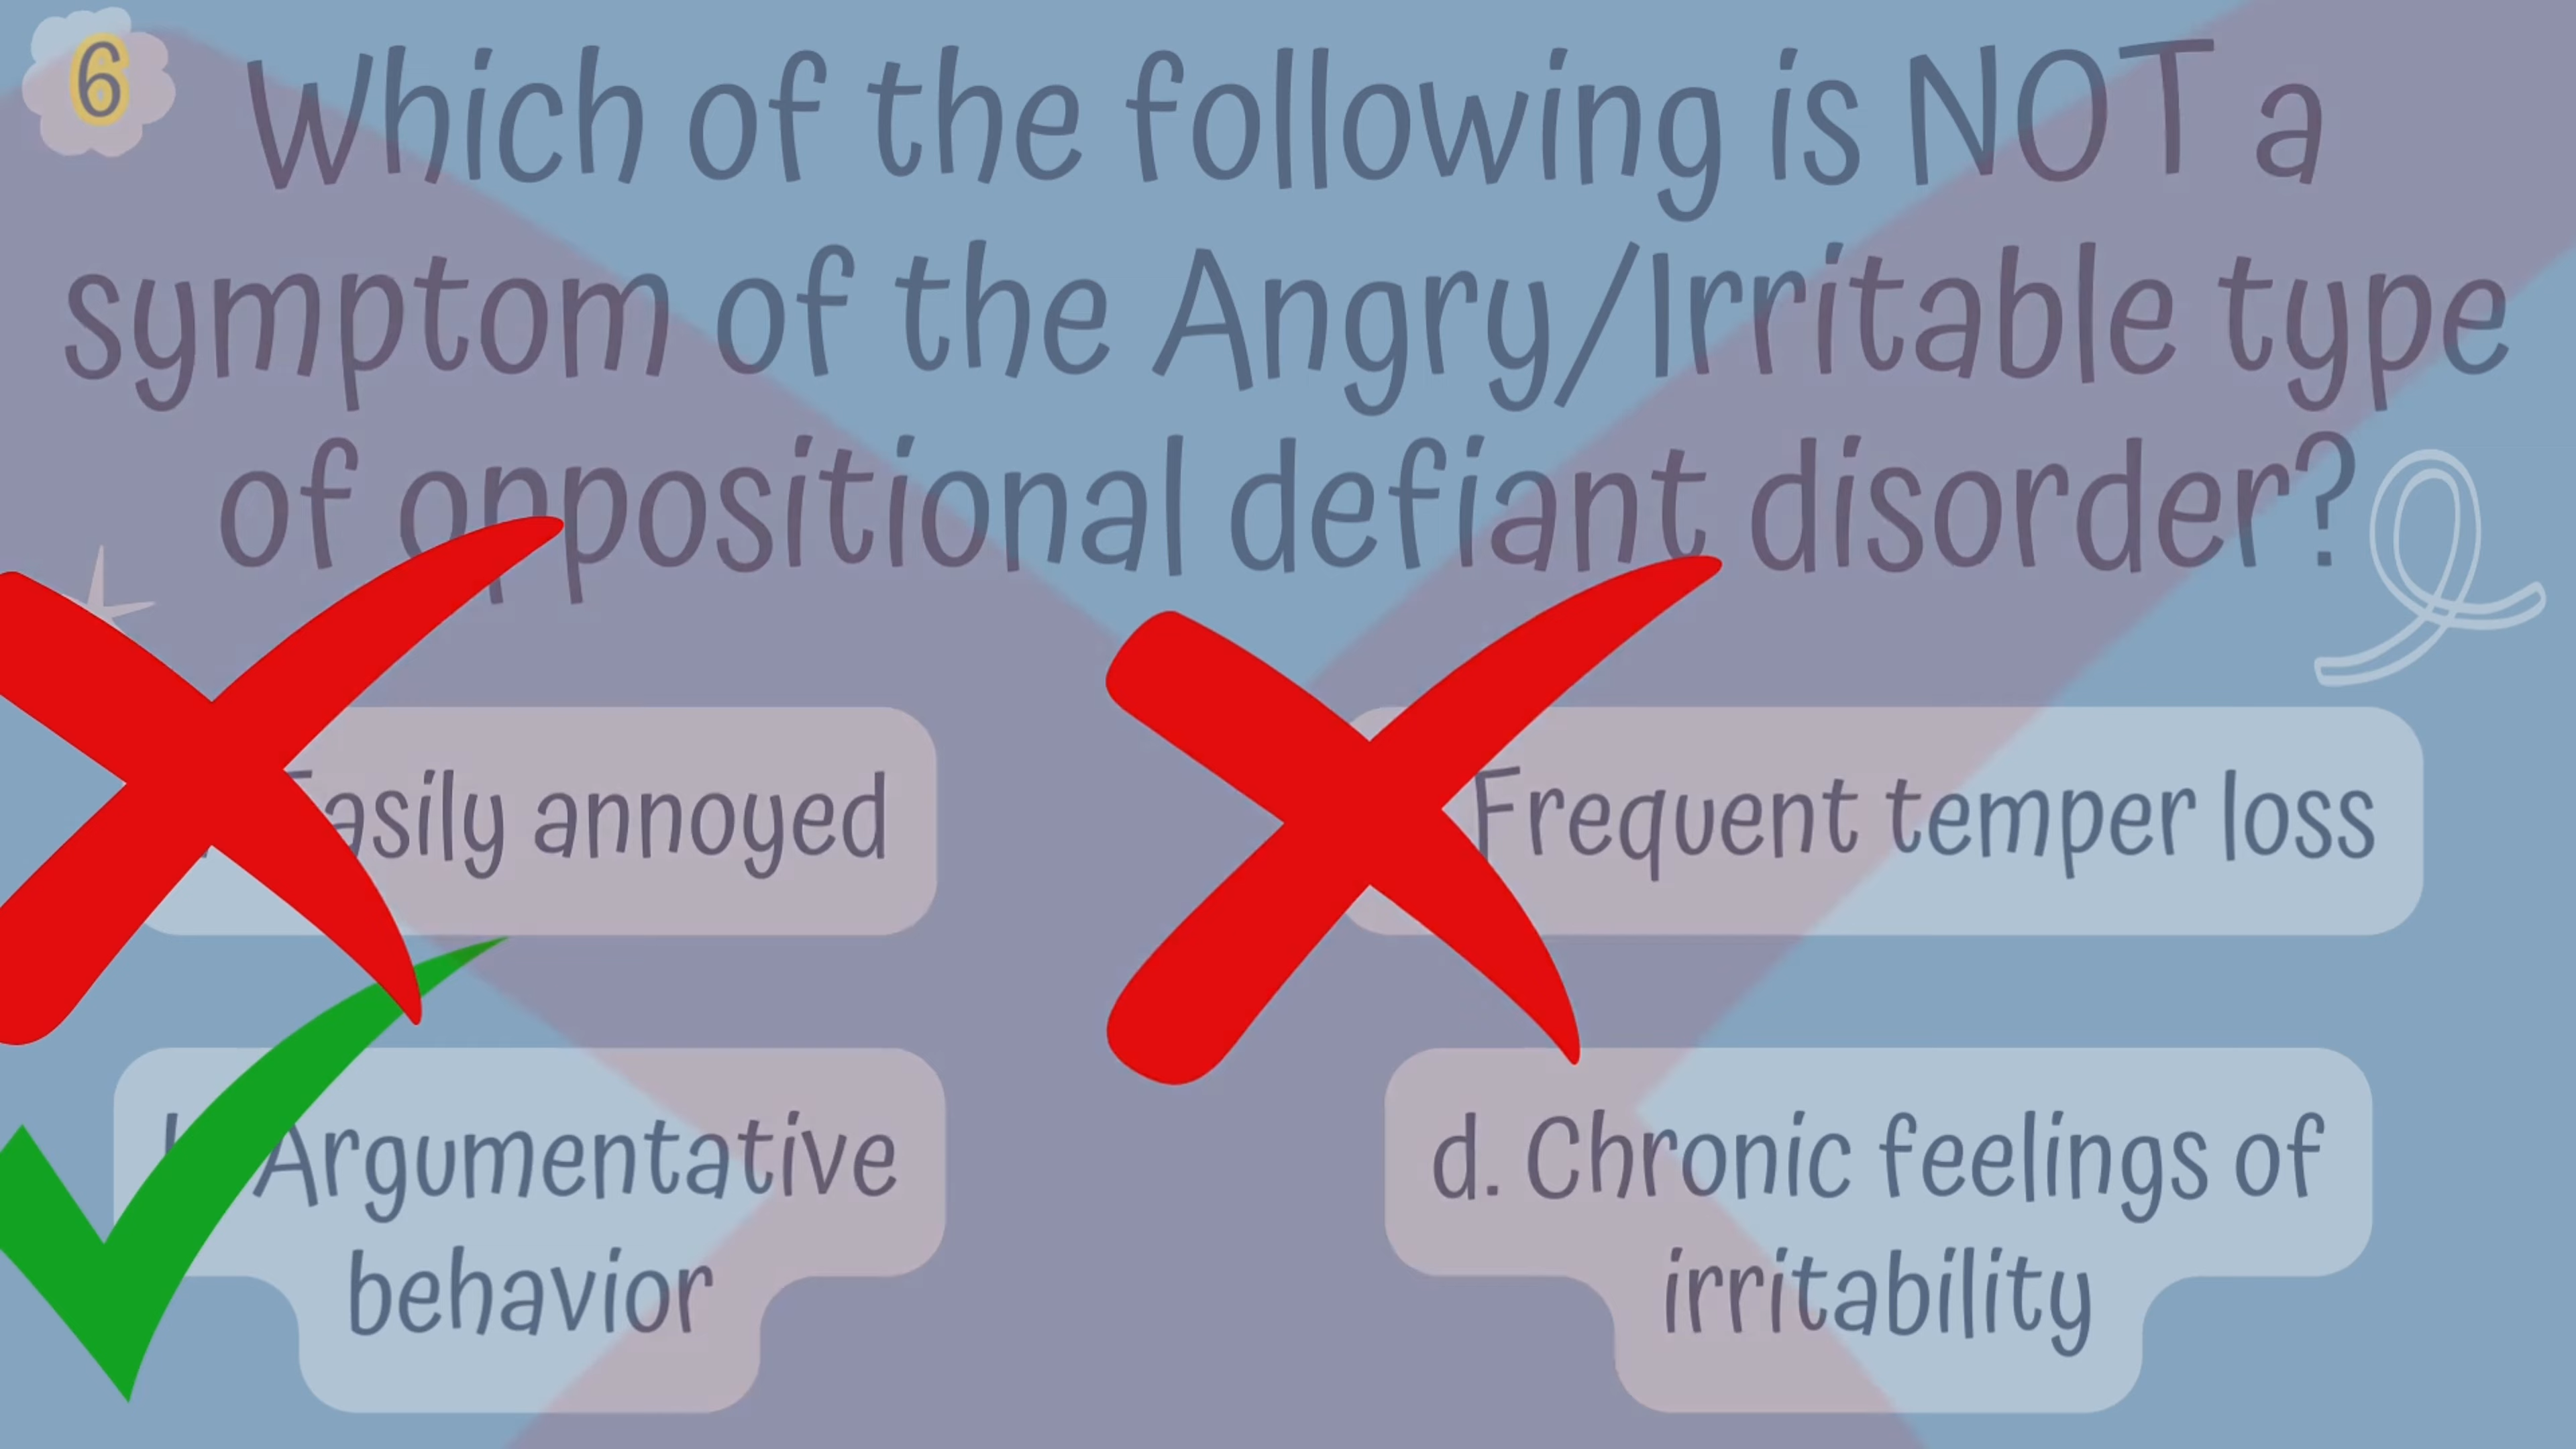 6
Which of the following is NOT a
symptom of the Angry/Irritable type
of oppositional defiant disorder?
Easily annoyed
Frequent temper loss
Argumentative
behavior
d. Chronic feelings of
irritability